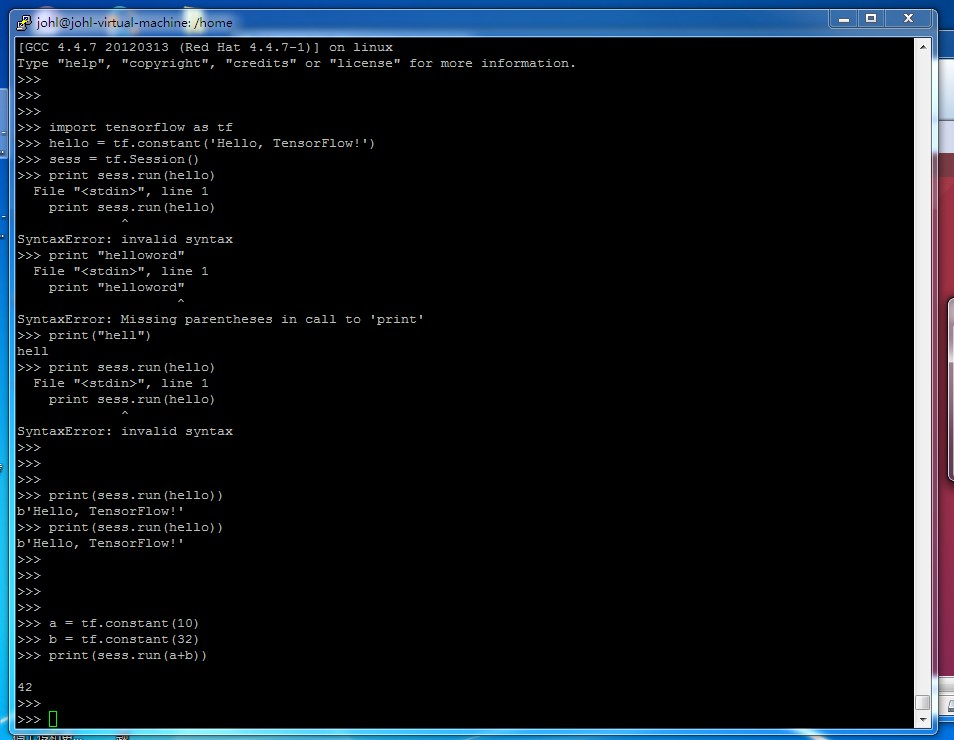 johl@johl-virtual-machine: /home
[GCC 4.4.7 20120313 (Red Hat 4.4.7-1)] on linux
Type "help", "copyright", "credits" or "license" for more information.
>>>
>>>
>>>
>>> import tensorflow as tf
>>> hello = tf.constant('Hello, TensorFlow!')
>>> sess = tf.Session()
>>> print sess.run(hello)
  File "<stdin>", line 1
    print sess.run(hello)
             ^
SyntaxError: invalid syntax
>>> print "helloword"
  File "<stdin>", line 1
    print "helloword"
                    ^
SyntaxError: Missing parentheses in call to 'print'
>>> print("hell")
hell
>>> print sess.run(hello)
  File "<stdin>", line 1
    print sess.run(hello)
             ^
SyntaxError: invalid syntax
>>>
>>>
>>>
>>> print(sess.run(hello))
b'Hello, TensorFlow!'
>>> print(sess.run(hello))
b'Hello, TensorFlow!'
>>>
>>>
>>>
>>>
>>> a = tf.constant(10)
>>> b = tf.constant(32)
>>> print(sess.run(a+b))

42
>>>
>>>